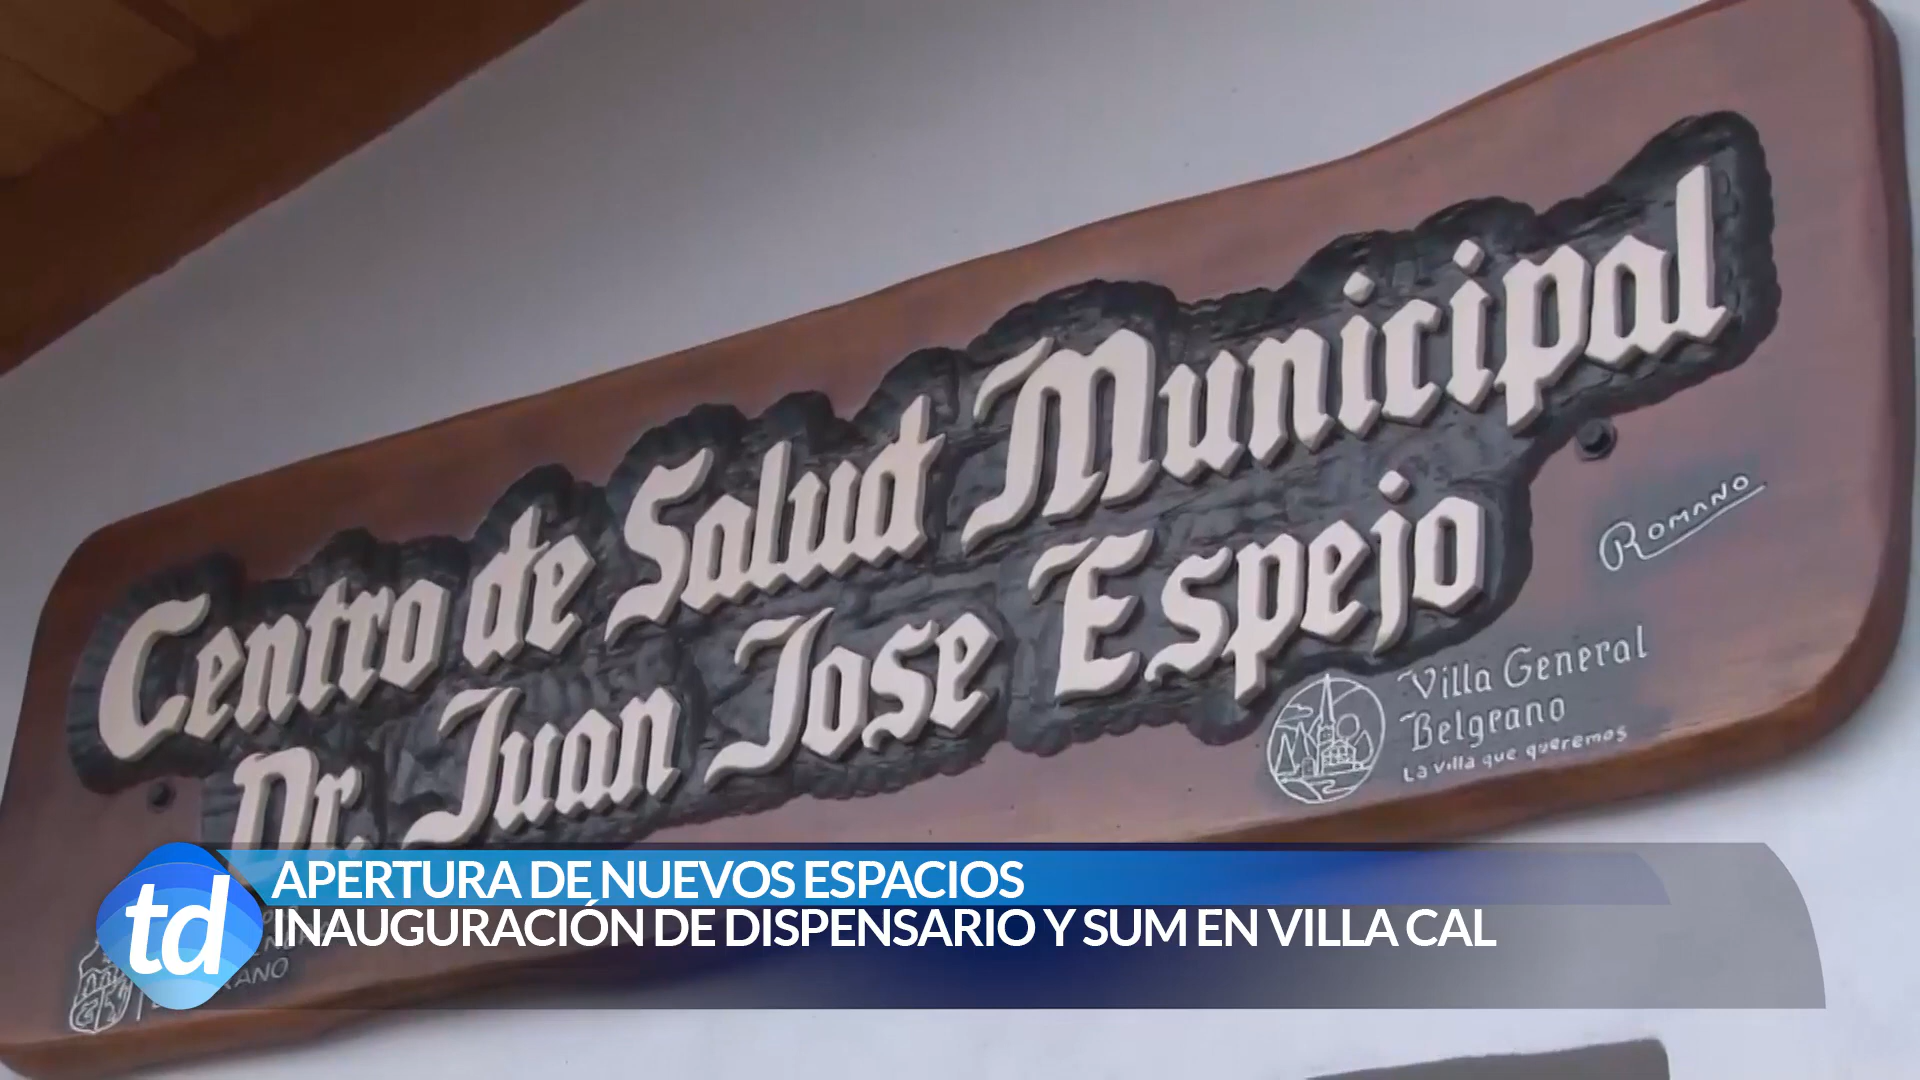 Centro de Salud Municipal
Dr. Juan Jose Espejo
Romano
Villa General
Belgrano
La villa que queremos
td
APERTURA DE NUEVOS ESPACIOS
INAUGURACIÓN DE DISPENSARIO Y SUM EN VILLA CAL